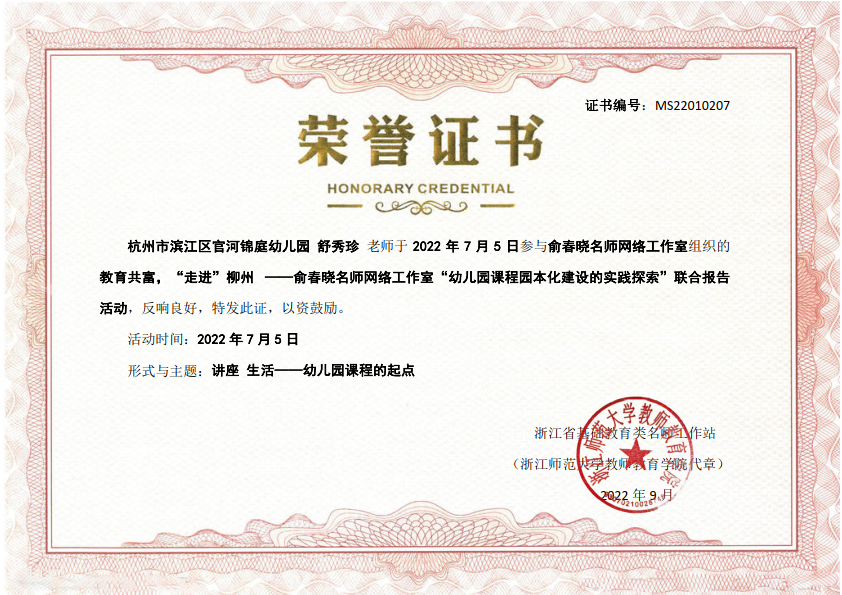 证书编号：MS22010207
荣誉证书
HONORARY CREDENTIAL
杭州市滨江区官河锦庭幼儿园 舒秀珍 老师于 2022 年 7 月 5 日参与俞春晓名师网络工作室组织的
教育共富，“走进”柳州 ——俞春晓名师网络工作室“幼儿园课程园本化建设的实践探索”联合报告
活动，反响良好，特发此证，以资鼓励。
活动时间：2022 年 7 月 5 日
形式与主题：讲座 生活——幼儿园课程的起点
浙江省基础教育类名师工作站
（浙江师范大学教师教育学院代章）
2022 年 9 月
浙江师范大学教师教育学院